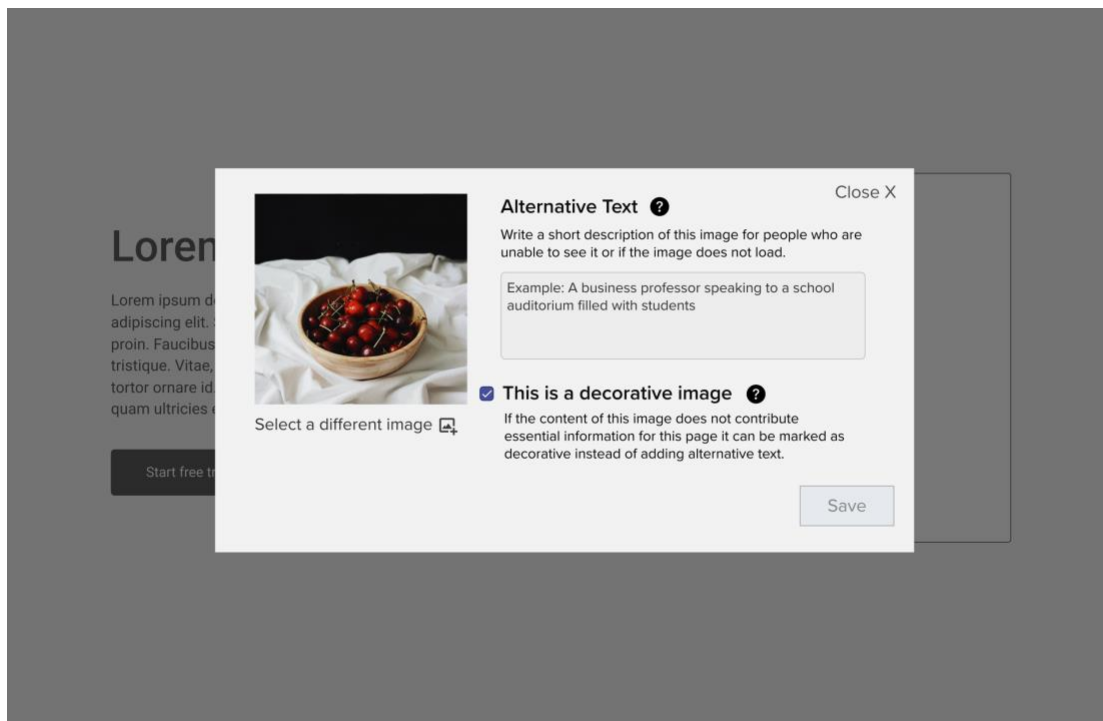 Close X
Alternative Text ?
Write a short description of this image for people who are
unable to see it or if the image does not load.
Example: A business professor speaking to a school
auditorium filled with students
This is a decorative image ?
If the content of this image does not contribute
essential information for this page it can be marked as
decorative instead of adding alternative text.
Select a different image
Save
Loren
Lorem ipsum d
adipiscing elit.
proin. Faucibus
tristique. Vitae,
tortor ornare id.
quam ultricies
Start free tr